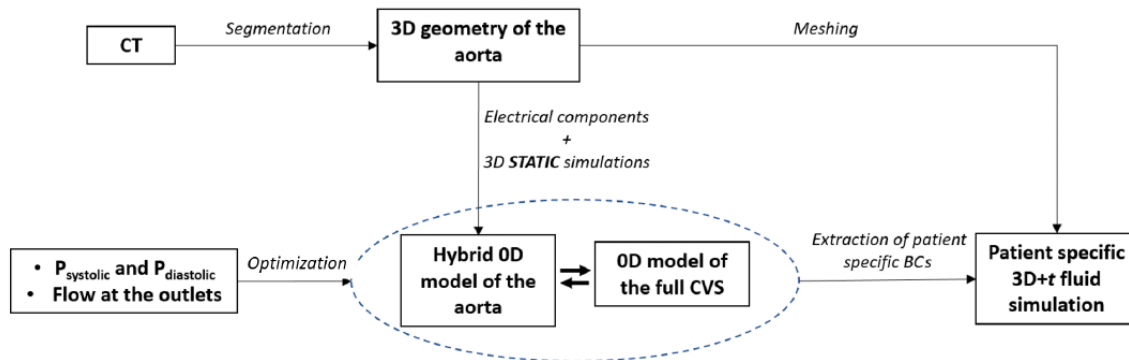 Segmentation
CT
3D geometry of the
aorta
Meshing
Electrical components
+
3D STATIC simulations
• P_systolic and P_diastolic
• Flow at the outlets
Optimization
Hybrid 0D
model of the
aorta
0D model of
the full CVS
Extraction of patient
specific BCs
Patient specific
3D+t fluid
simulation